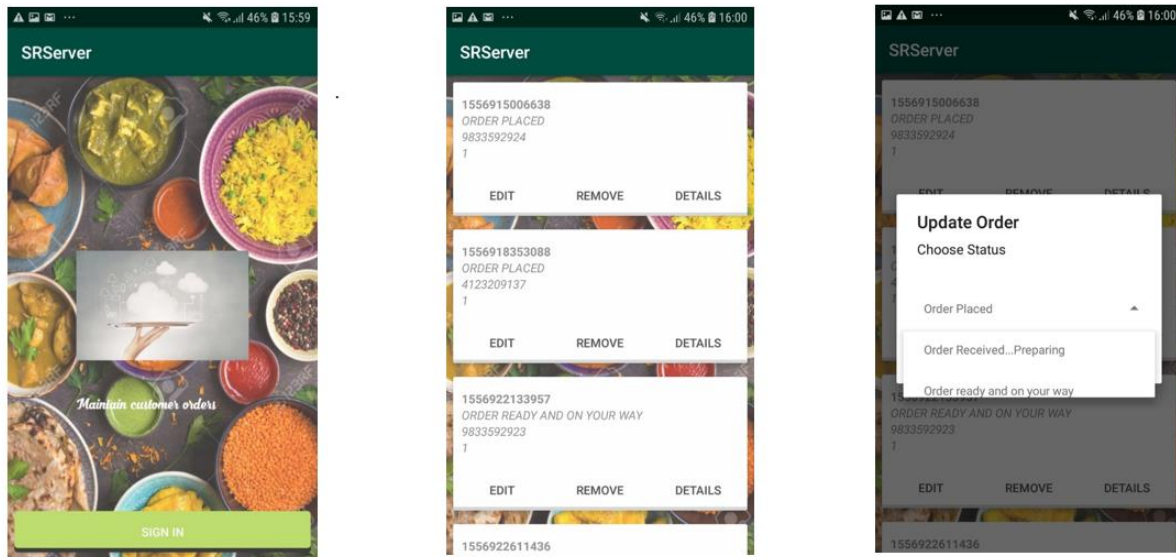 46% 15:59
SRServer
123RF
Maintain customer orders
SIGN IN
46% 16:00
SRServer
1556915006638
ORDER PLACED
9833592924
1
EDIT REMOVE DETAILS
1556918353088
ORDER PLACED
4123209137
1
EDIT REMOVE DETAILS
1556922133957
ORDER READY AND ON YOUR WAY
9833592923
1
EDIT REMOVE DETAILS
1556922611436
46% 16:00
SRServer
1556915006638
ORDER PLACED
9833592924
1
EDIT REMOVE DETAILS
Update Order
Choose Status
Order Placed
Order Received...Preparing
Order ready and on your way
ORDER READY AND ON YOUR WAY
9833592923
1
EDIT REMOVE DETAILS
1556922611436